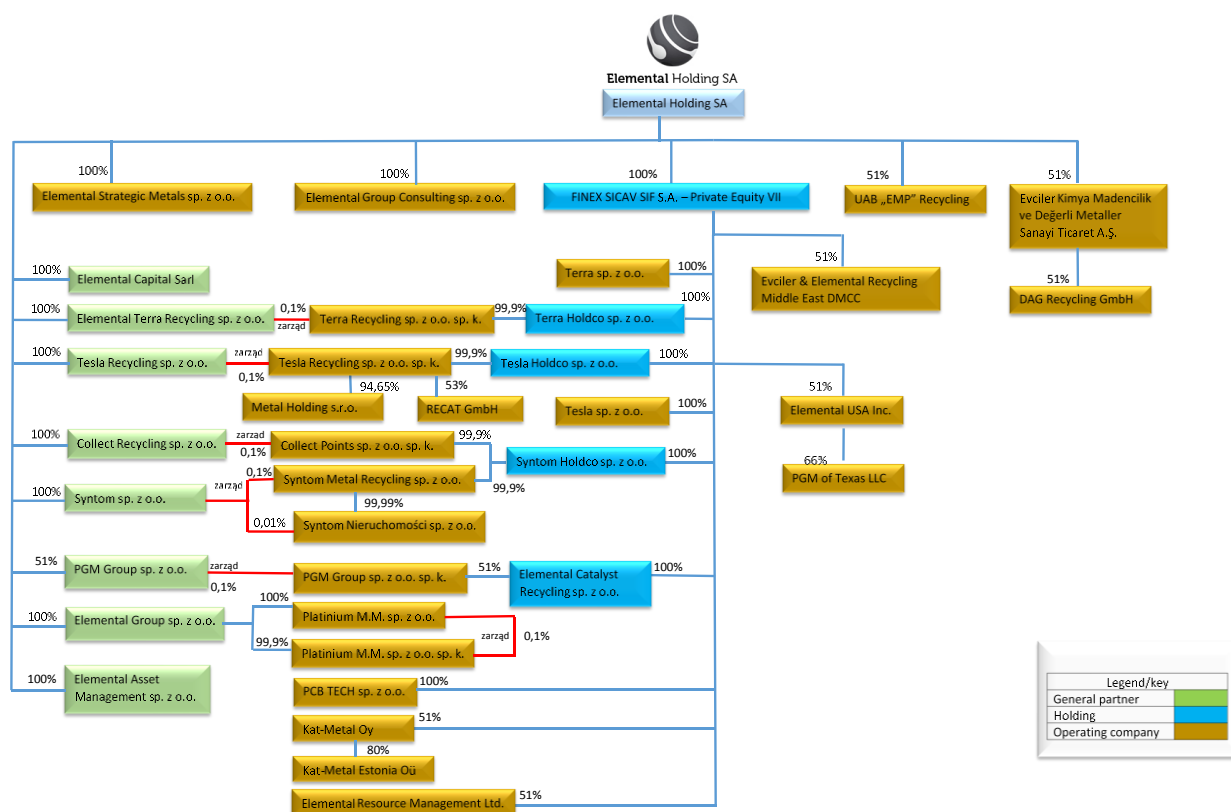 Elemental Holding SA
Elemental Holding SA
100%
100%
100%
51%
51%
Elemental Strategic Metals sp. z o.o.
Elemental Group Consulting sp. z o.o.
FINEX SICAV SIF S.A. – Private Equity VII
UAB „EMP” Recycling
Evciler Kimya Madencilik
ve Değerli Metaller
Sanayi Ticaret A.Ş.
100%
Elemental Capital Sarl
Terra sp. z o.o.
100%
51%
Evciler & Elemental Recycling
Middle East DMCC
51%
DAG Recycling GmbH
100%
Elemental Terra Recycling sp. z o.o.
0,1%
zarząd
Terra Recycling sp. z o.o. sp. k.
99,9%
Terra Holdco sp. z o.o.
100%
100%
Tesla Recycling sp. z o.o.
zarząd
0,1%
Tesla Recycling sp. z o.o. sp. k.
99,9%
Tesla Holdco sp. z o.o.
100%
94,65%
53%
Metal Holding s.r.o.
RECAT GmbH
Tesla sp. z o.o.
100%
51%
Elemental USA Inc.
100%
Collect Recycling sp. z o.o.
zarząd
0,1%
Collect Points sp. z o.o. sp. k.
99,9%
Syntom Holdco sp. z o.o.
100%
66%
PGM of Texas LLC
100%
Syntom sp. z o.o.
zarząd
0,1%
Syntom Metal Recycling sp. z o.o.
99,9%
99,99%
0,01%
Syntom Nieruchomości sp. z o.o.
51%
PGM Group sp. z o.o.
zarząd
0,1%
PGM Group sp. z o.o. sp. k.
51%
Elemental Catalyst
Recycling sp. z o.o.
100%
100%
Elemental Group sp. z o.o.
100%
Platinium M.M. sp. z o.o.
zarząd
0,1%
99,9%
Platinium M.M. sp. z o.o. sp. k.
100%
Elemental Asset
Management sp. z o.o.
PCB TECH sp. z o.o.
100%
Kat-Metal Oy
51%
80%
Kat-Metal Estonia Oü
Elemental Resource Management Ltd.
51%
Legend/key
General partner
Holding
Operating company